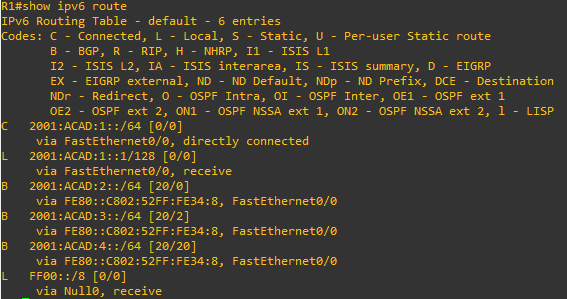 R1#show ipv6 route
IPv6 Routing Table - default - 6 entries
Codes: C - Connected, L - Local, S - Static, U - Per-user Static route
B - BGP, R - RIP, H - NHRP, I1 - ISIS L1
I2 - ISIS L2, IA - ISIS interarea, IS - ISIS summary, D - EIGRP
EX - EIGRP external, ND - ND Default, NDp - ND Prefix, DCE - Destination
NDr - Redirect, O - OSPF Intra, OI - OSPF Inter, OE1 - OSPF ext 1
OE2 - OSPF ext 2, ON1 - OSPF NSSA ext 1, ON2 - OSPF NSSA ext 2, l - LISP
C 2001:ACAD:1::/64 [0/0]
via FastEthernet0/0, directly connected
L 2001:ACAD:1::1/128 [0/0]
via FastEthernet0/0, receive
B 2001:ACAD:2::/64 [20/0]
via FE80::C802:52FF:FE34:8, FastEthernet0/0
B 2001:ACAD:3::/64 [20/2]
via FE80::C802:52FF:FE34:8, FastEthernet0/0
B 2001:ACAD:4::/64 [20/20]
via FE80::C802:52FF:FE34:8, FastEthernet0/0
L FF00::/8 [0/0]
via Null0, receive